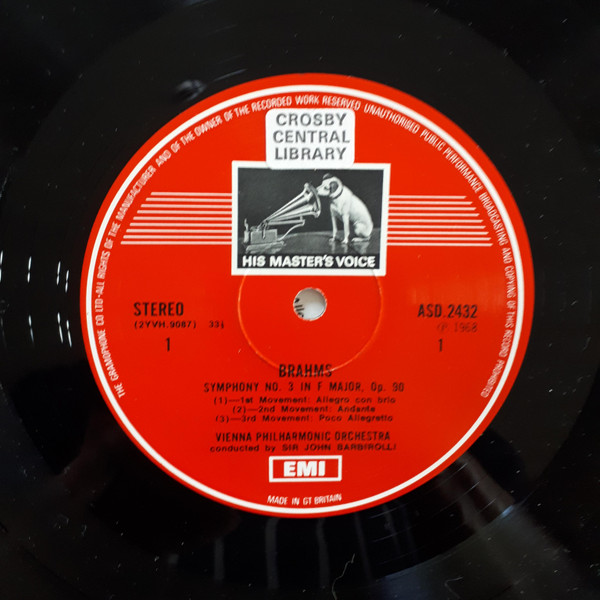 THE GRAMOPHONE CO LTD-ALL RIGHTS OF THE MANUFACTURER AND OF THE OWNER OF THE RECORDED WORK RESERVED UNAUTHORISED PUBLIC PERFORMANCE BROADCASTING AND COPYING OF THIS RECORD PROHIBITED
CROSBY
CENTRAL
LIBRARY
HIS MASTER'S VOICE
STEREO
(2YVH.9087) 33⅓
1
ASD.2432
℗ 1968
1
BRAHMS
SYMPHONY NO. 3 IN F MAJOR, Op. 90
(1)—1st Movement: Allegro con brio
(2)—2nd Movement: Andante
(3)—3rd Movement: Poco Allegretto
VIENNA PHILHARMONIC ORCHESTRA
conducted by SIR JOHN BARBIROLLI
EMI
MADE IN GT BRITAIN